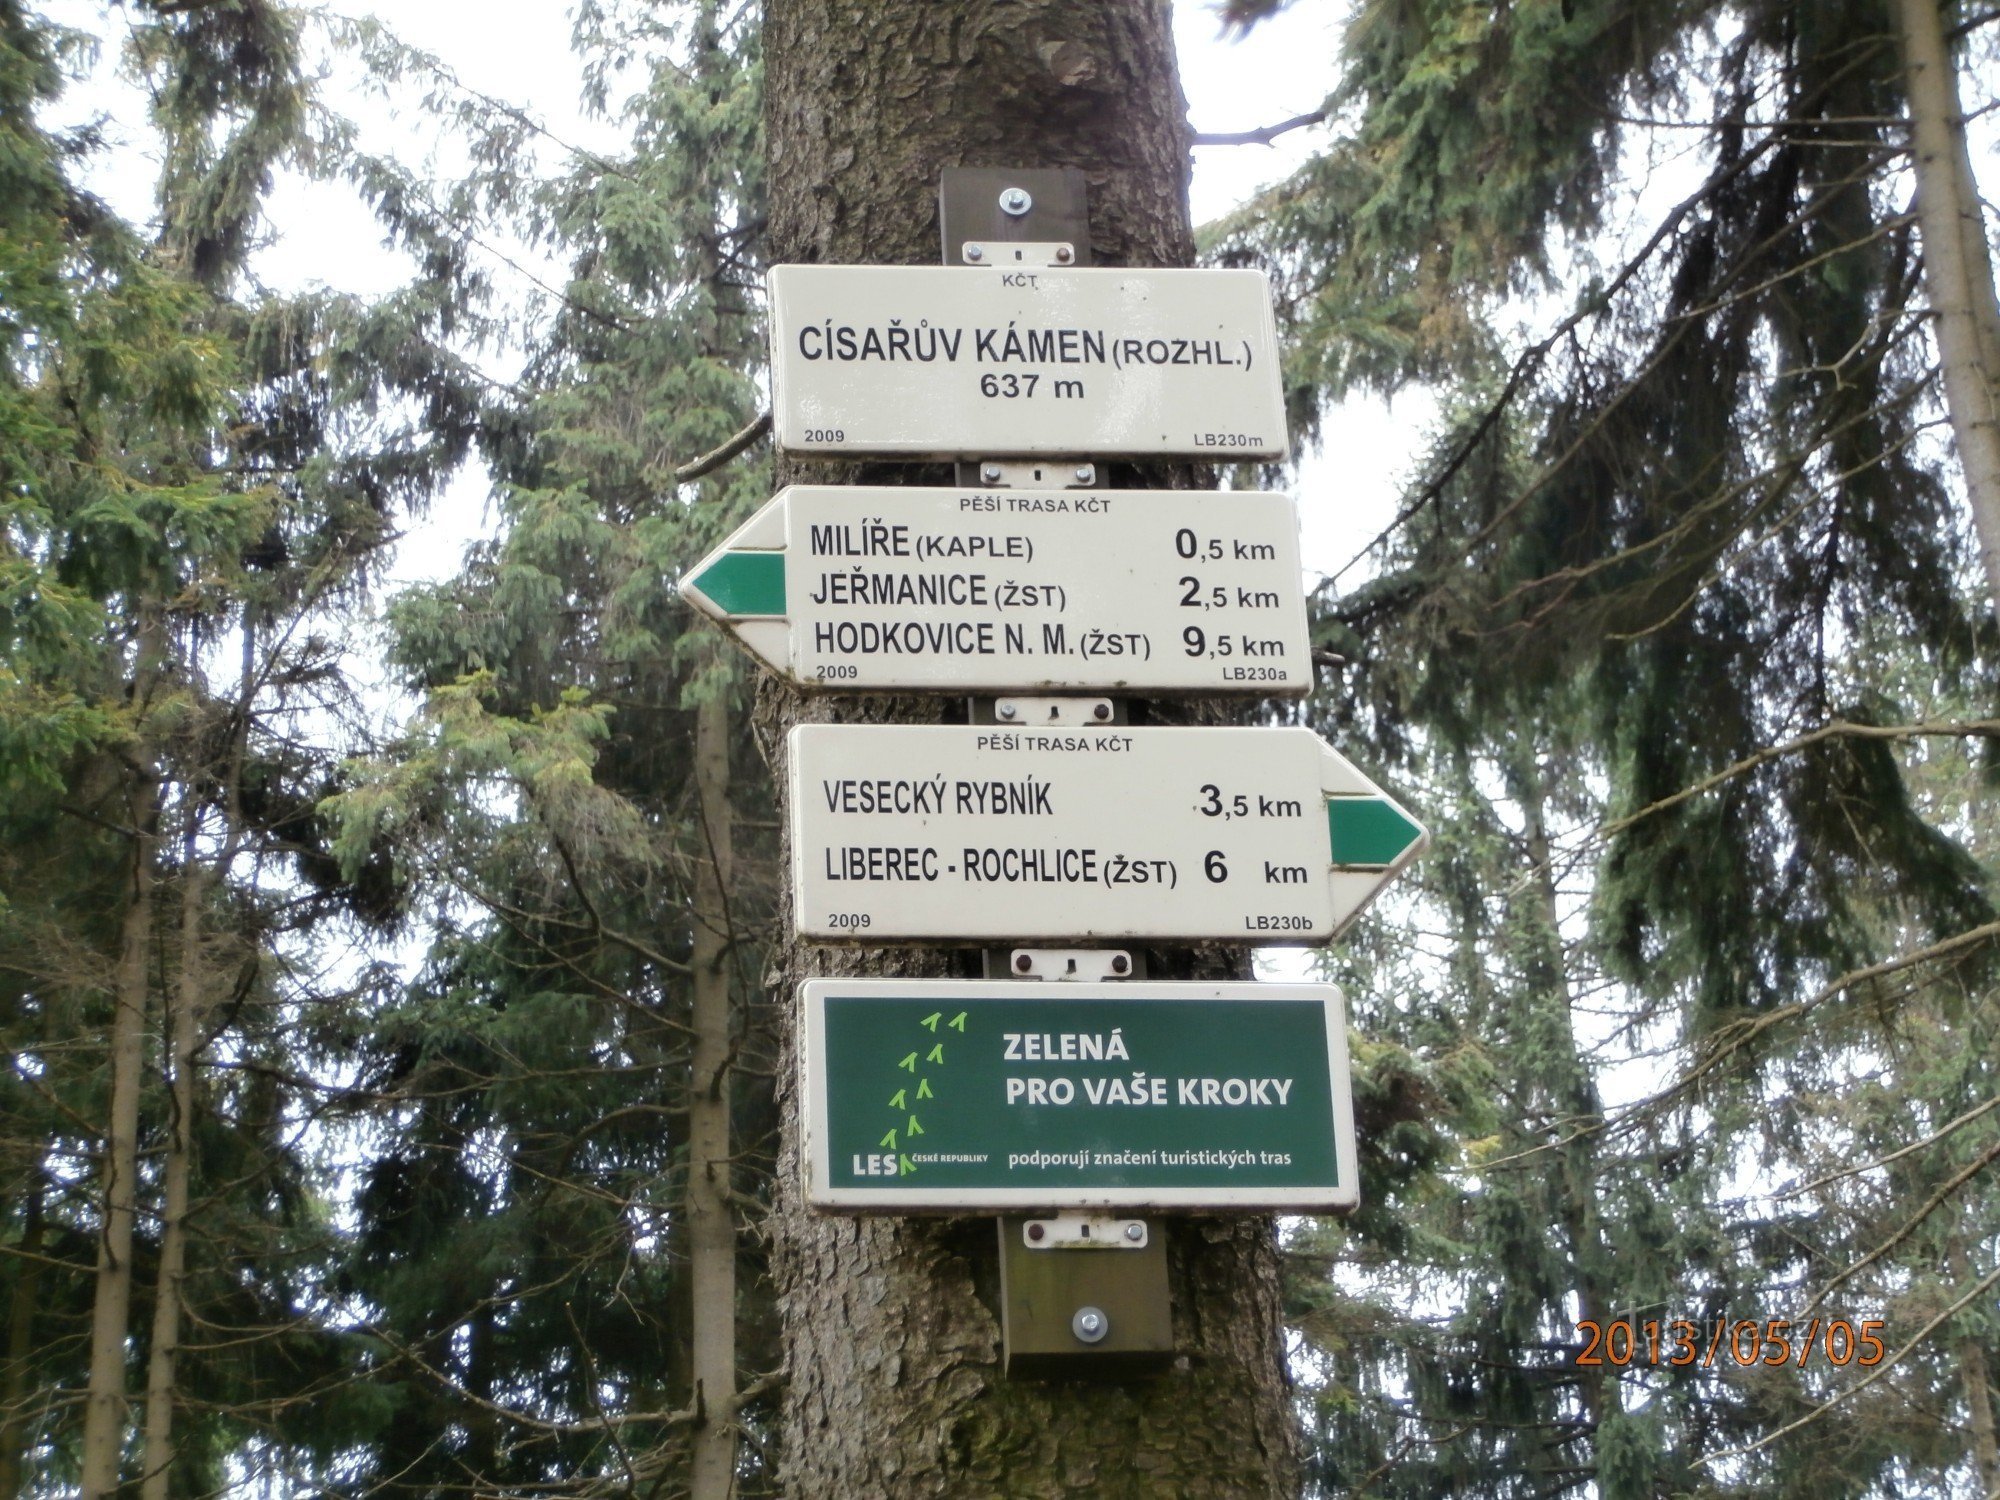 KČT
CÍSAŘŮV KÁMEN (ROZHL.)
637 m
2009 LB230m
PĚŠÍ TRASA KČT
MILÍŘE (KAPLE) 0,5 km
JEŘMANICE (ŽST) 2,5 km
HODKOVICE N. M. (ŽST) 9,5 km
2009 LB230a
PĚŠÍ TRASA KČT
VESECKÝ RYBNÍK 3,5 km
LIBEREC - ROCHLICE (ŽST) 6 km
2009 LB230b
ZELENÁ
PRO VAŠE KROKY
LESY ČESKÉ REPUBLIKY podporují značení turistických tras
Turistika.cz
2013/05/05